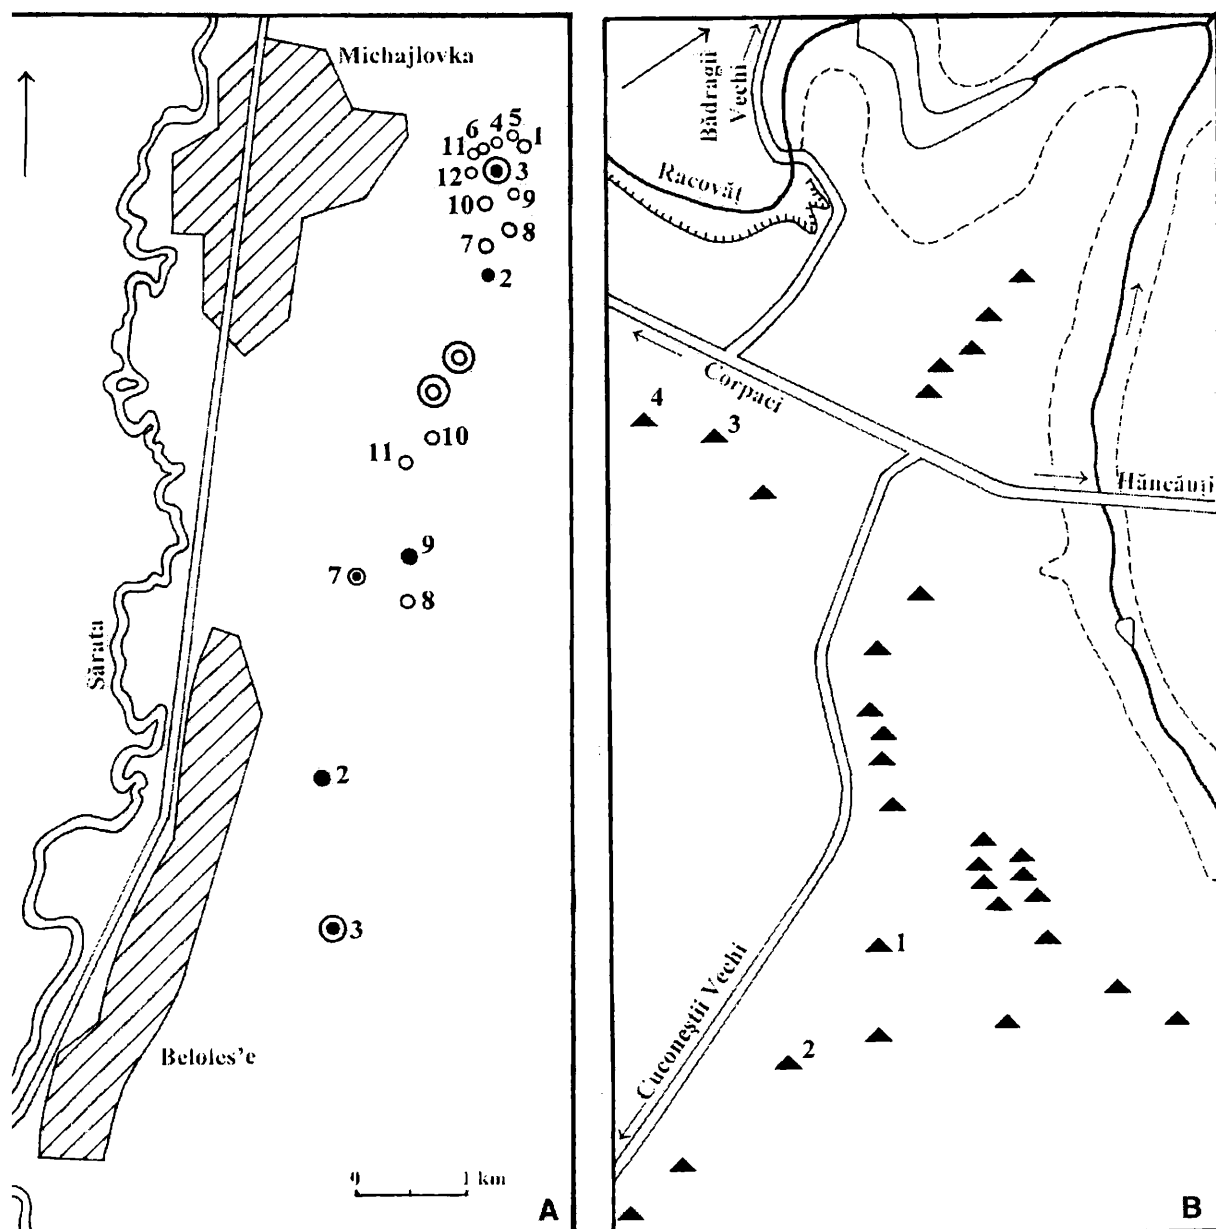 Michajlovka
6 4 5
11 1
12 3
10 9
7 8
2
10
11
9
7
8
Sărata
2
3
Beloles'e
0 1 km
A
Bădragii
Vechi
Racovăț
Corpaci
4
3
Hăncăuți
1
Cuconeștii Vechi
2
B